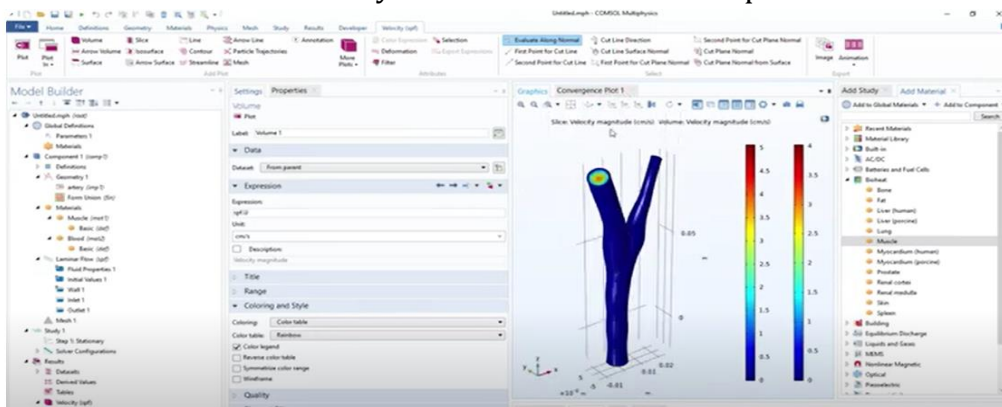 Untitled.mph - COMSOL Multiphysics
File Home Definitions Geometry Materials Physics Mesh Study Results Developer Velocity (spf)
Volume Slice Line Arrow Line Annotation Color Expression Selection Evaluate Along Normal Cut Line Direction Second Point for Cut Plane Normal
Arrow Volume Isosurface Contour Particle Trajectories Deformation Export Expressions First Point for Cut Line Cut Line Surface Normal Cut Plane Normal
Surface Arrow Surface Streamline Mesh Filter Second Point for Cut Line First Point for Cut Plane Normal Cut Plane Normal from Surface
Plot Plot In More Plots Image Animation
Plot Add Plot Attributes Select Export
Model Builder
Untitled.mph (root)
Global Definitions
Parameters 1
Materials
Component 1 (comp1)
Definitions
Geometry 1
artery (imp1)
Form Union (fin)
Materials
Muscle (mat1)
Basic (def)
Blood (mat2)
Basic (def)
Laminar Flow (spf)
Fluid Properties 1
Initial Values 1
Wall 1
Inlet 1
Outlet 1
Mesh 1
Study 1
Step 1: Stationary
Solver Configurations
Results
Datasets
Derived Values
Tables
Velocity (spf)
Settings Properties
Volume
Plot
Label: Volume 1
Data
Dataset: From parent
Expression
Expression:
spf.U
Unit:
cm/s
Description:
Velocity magnitude
Title
Range
Coloring and Style
Coloring: Color table
Color table: Rainbow
Color legend
Reverse color table
Symmetrize color range
Wireframe
Quality
Graphics Convergence Plot 1
Slice: Velocity magnitude (cm/s) Volume: Velocity magnitude (cm/s)
0.05
0
0.02
0.01
-0.01
-5
5
y z x
5
4.5
4
3.5
3
2.5
2
1.5
1
0.5
0
4
3.5
3
2.5
2
1.5
1
0.5
0
Add Study Add Material
Add to Global Materials Add to Component
Search
Recent Materials
Material Library
Built-in
AC/DC
Batteries and Fuel Cells
Bioheat
Bone
Fat
Liver (human)
Liver (porcine)
Lung
Muscle
Myocardium (human)
Myocardium (porcine)
Prostate
Renal cortex
Renal medulla
Skin
Spleen
Building
Equilibrium Discharge
Liquids and Gases
MEMS
Nonlinear Magnetic
Optical
Piezoelectric